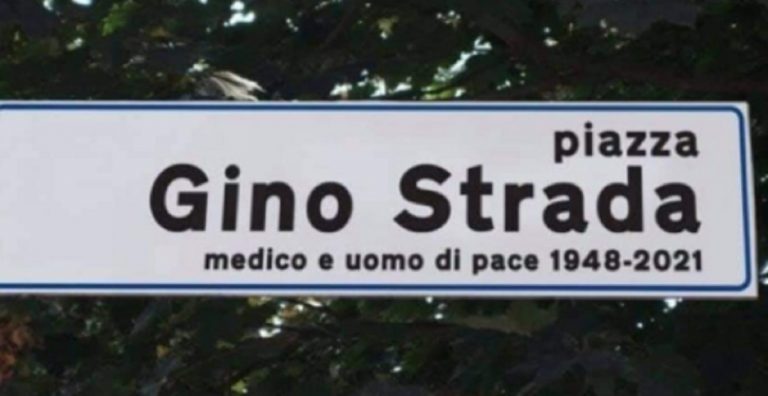 piazza
Gino Strada
medico e uomo di pace 1948-2021